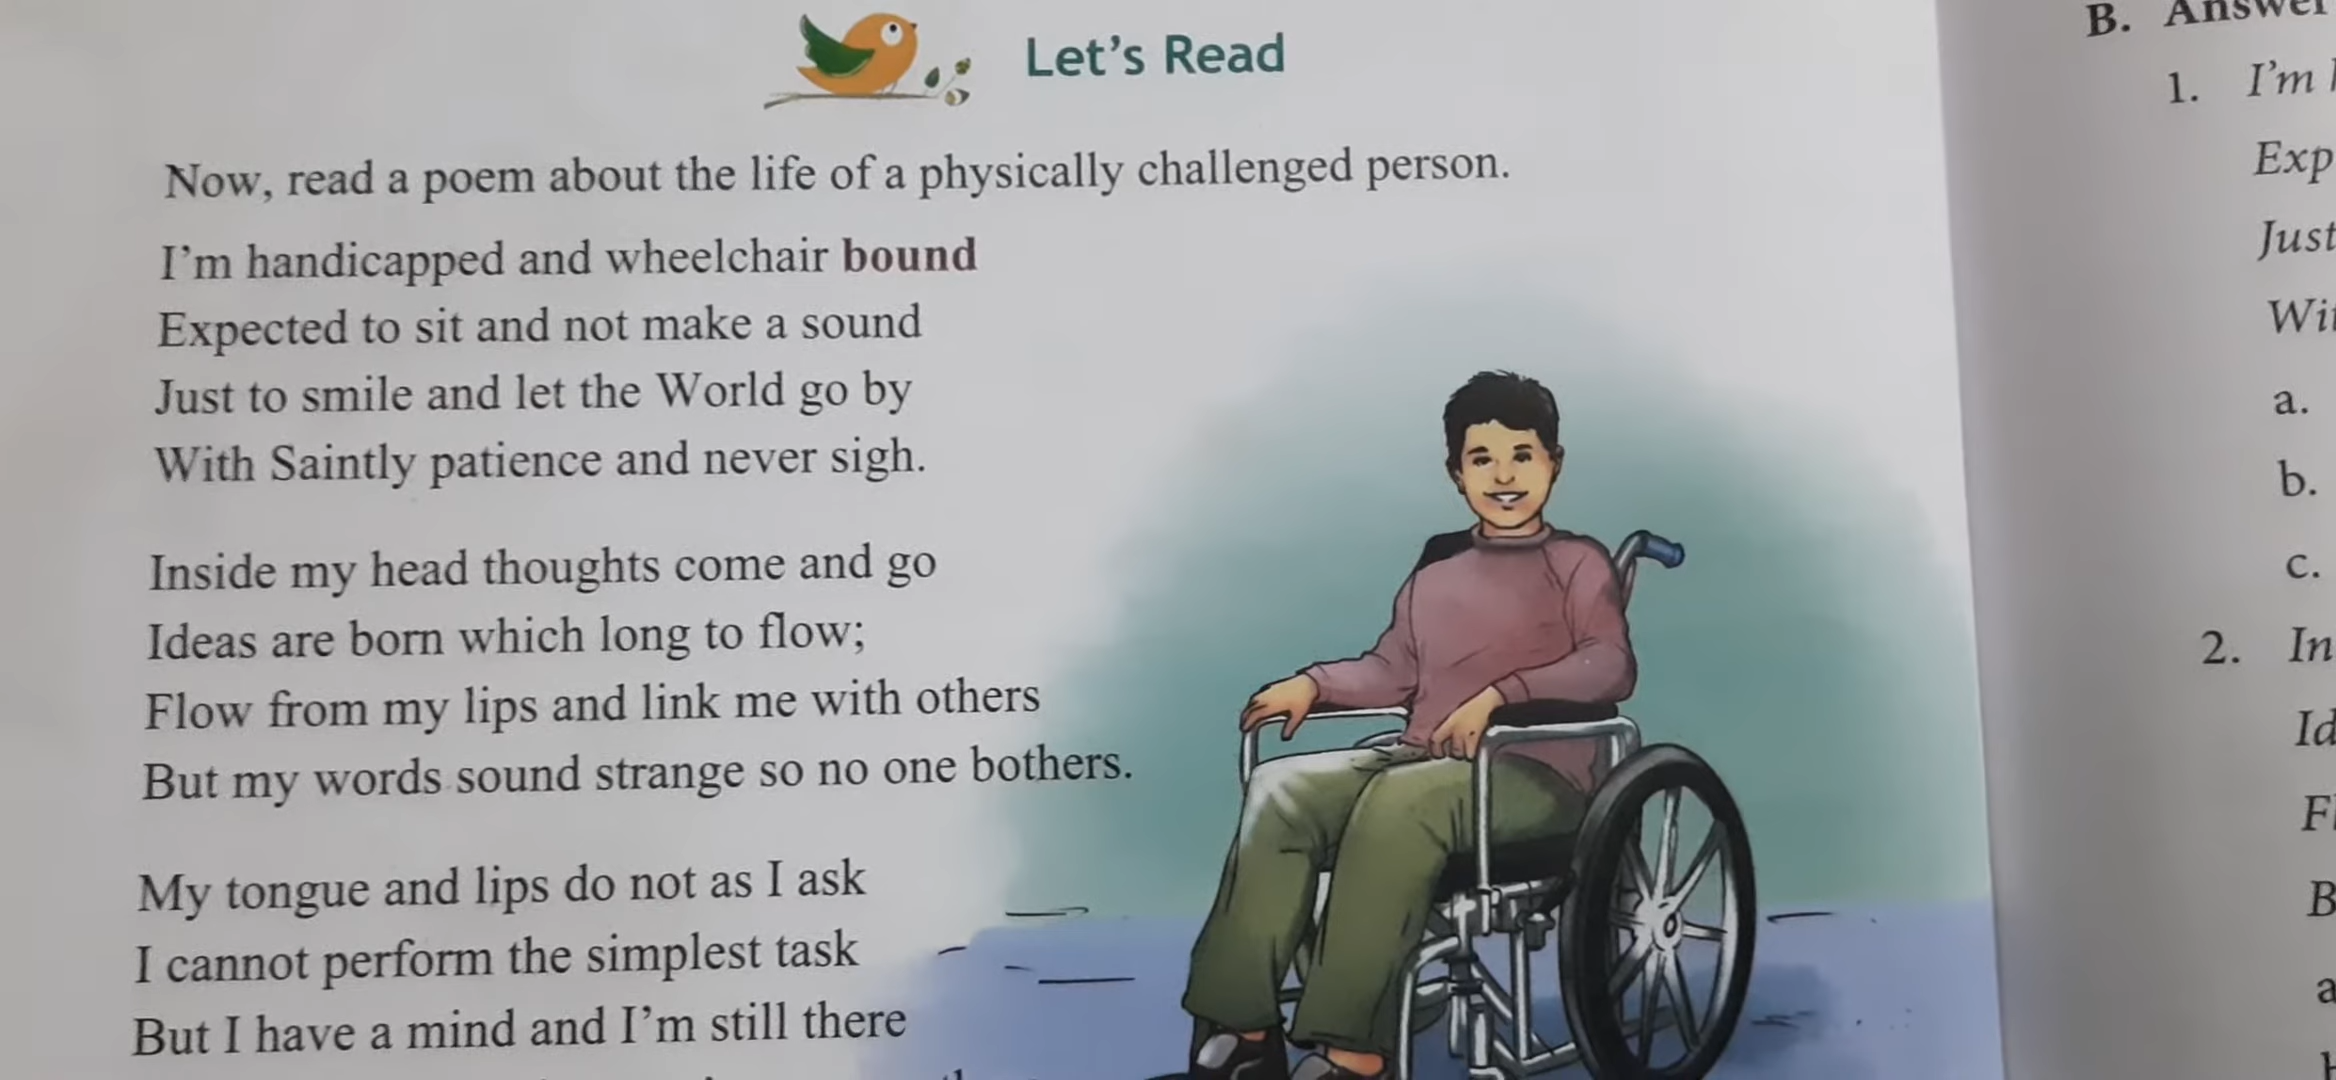 Let's Read
Now, read a poem about the life of a physically challenged person.
I'm handicapped and wheelchair bound
Expected to sit and not make a sound
Just to smile and let the World go by
With Saintly patience and never sigh.
Inside my head thoughts come and go
Ideas are born which long to flow;
Flow from my lips and link me with others
But my words sound strange so no one bothers.
My tongue and lips do not as I ask
I cannot perform the simplest task
But I have a mind and I'm still there
B. Answer
1. I'm
Exp
Just
Wit
a.
b.
c.
2. In
Id
Fl
B
a